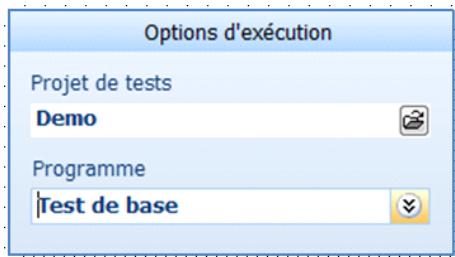 Options d'exécution
Projet de tests
Demo
Programme
Test de base